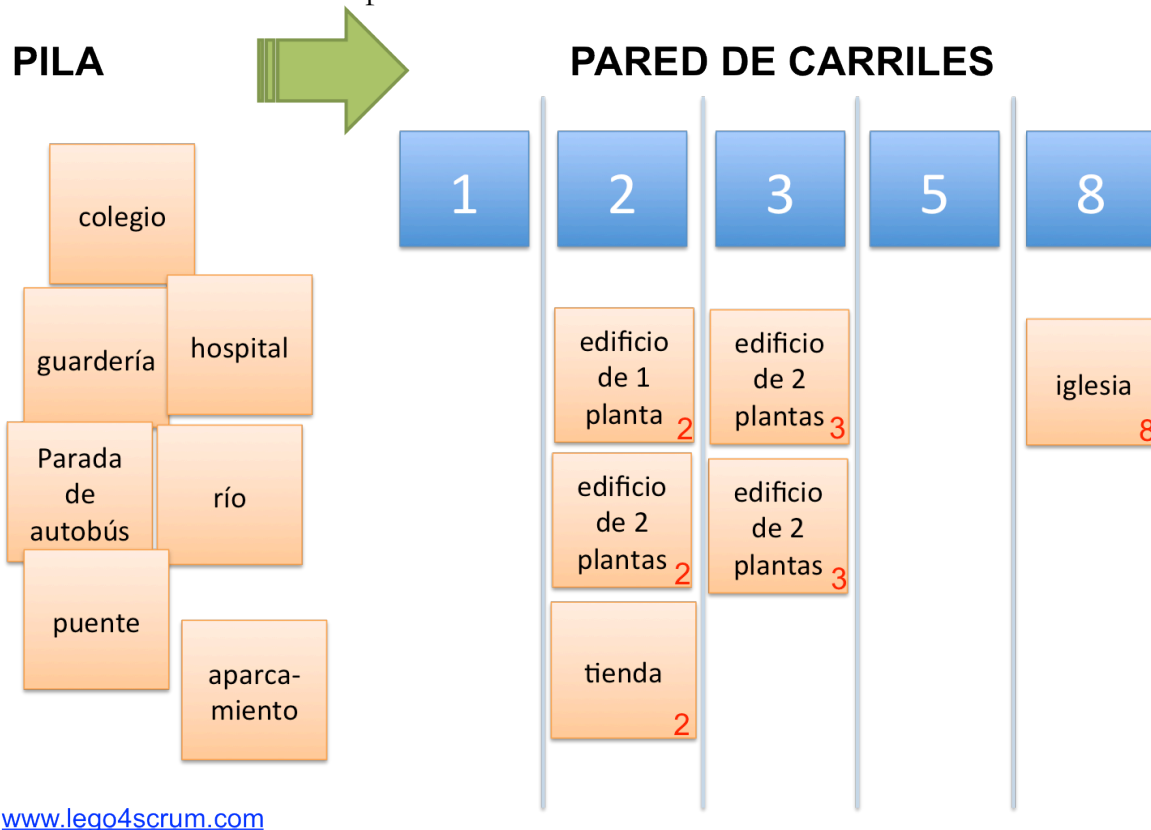 PILA
PARED DE CARRILES
colegio
guardería
hospital
Parada
de
autobús
río
puente
aparca-
miento
1
2
3
5
8
edificio
de 1
planta
2
edificio
de 2
plantas
2
tienda
2
edificio
de 2
plantas
3
edificio
de 2
plantas
3
iglesia
8
www.lego4scrum.com